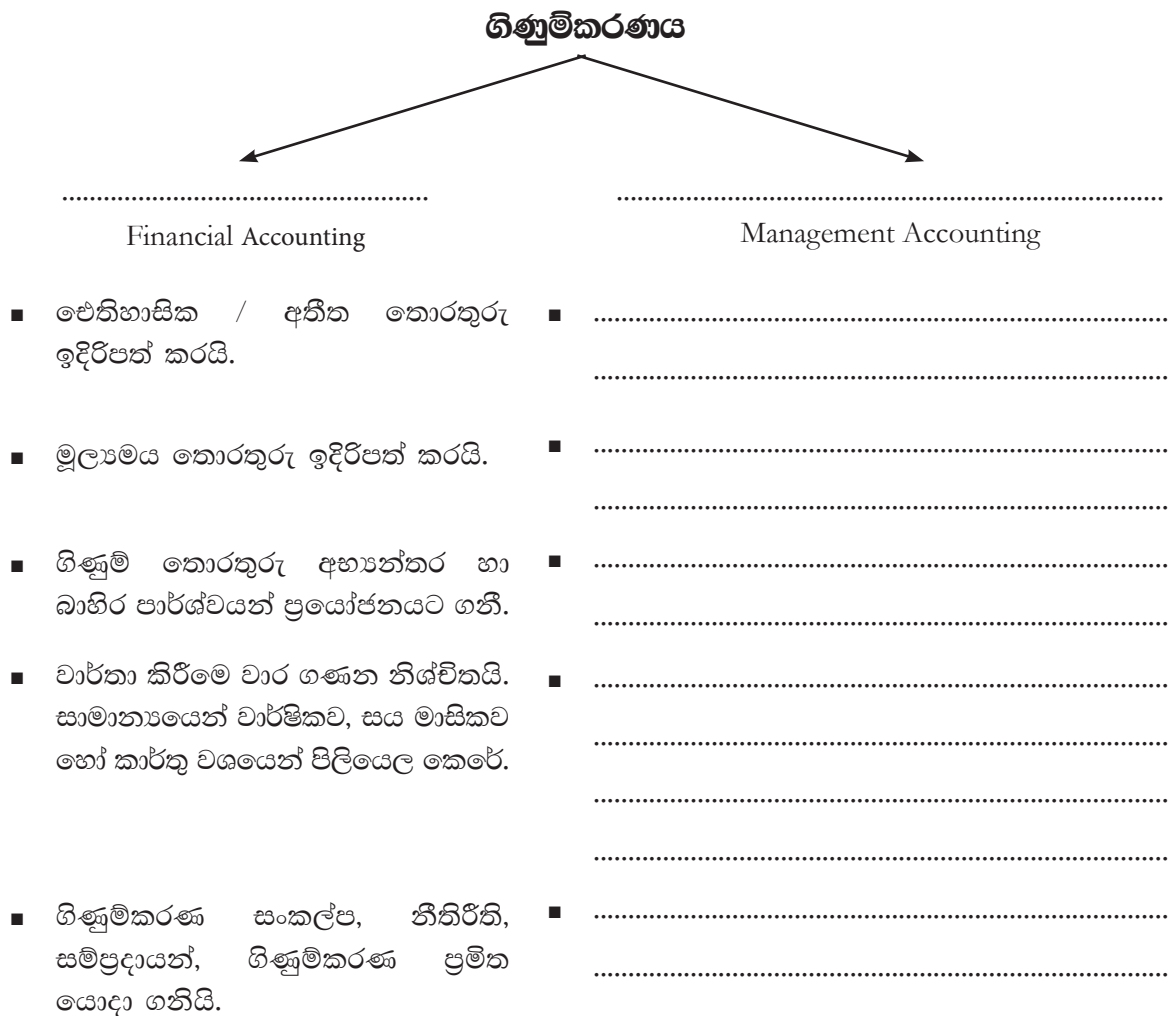 ගිණුම්කරණය
.....................................................
Financial Accounting
...............................................................................
Management Accounting
■ ඓතිහාසික / අතීත තොරතුරු
ඉදිරිපත් කරයි.
■ මූල්‍යමය තොරතුරු ඉදිරිපත් කරයි.
■ ගිණුම් තොරතුරු අභ්‍යන්තර හා
බාහිර පාර්ශ්වයන් ප්‍රයෝජනයට ගනී.
■ වාර්තා කිරීමෙ වාර ගණන නිශ්චිතයි.
සාමාන්‍යයෙන් වාර්ෂිකව, සය මාසිකව
හෝ කාර්තු වශයෙන් පිලියෙල කෙරේ.
■ ගිණුම්කරණ සංකල්ප, නීතිරීති,
සම්ප්‍රදායන්, ගිණුම්කරණ ප්‍රමිත
යොදා ගනියි.
■ ...................................................................................
...................................................................................
■ ...................................................................................
...................................................................................
■ ...................................................................................
...................................................................................
■ ...................................................................................
...................................................................................
...................................................................................
...................................................................................
■ ...................................................................................
...................................................................................